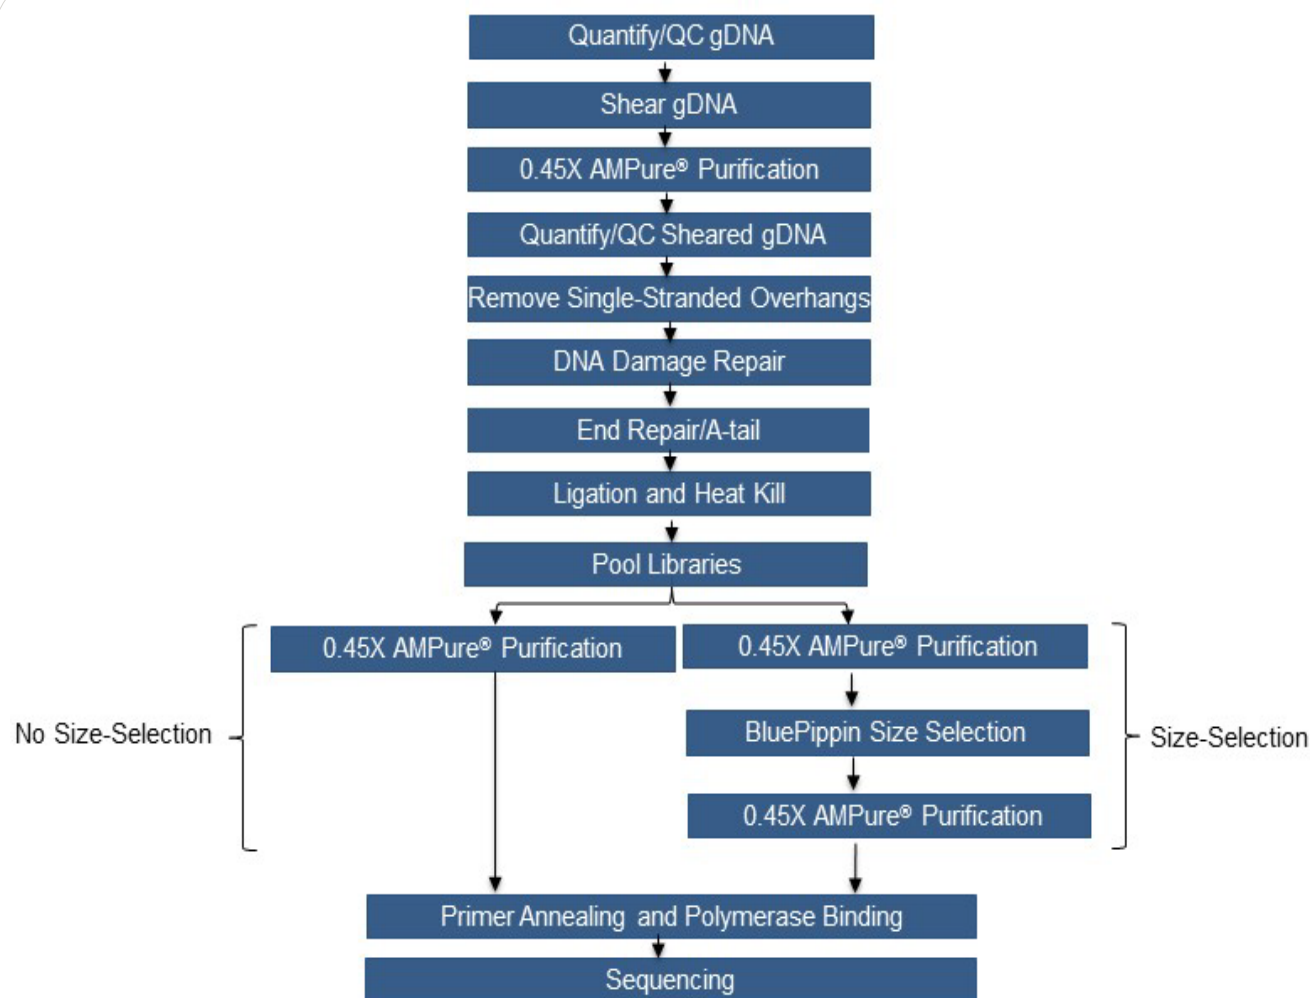 Quantify/QC gDNA
Shear gDNA
0.45X AMPure® Purification
Quantify/QC Sheared gDNA
Remove Single-Stranded Overhangs
DNA Damage Repair
End Repair/A-tail
Ligation and Heat Kill
Pool Libraries
No Size-Selection
0.45X AMPure® Purification
0.45X AMPure® Purification
BluePippin Size Selection
0.45X AMPure® Purification
Size-Selection
Primer Annealing and Polymerase Binding
Sequencing